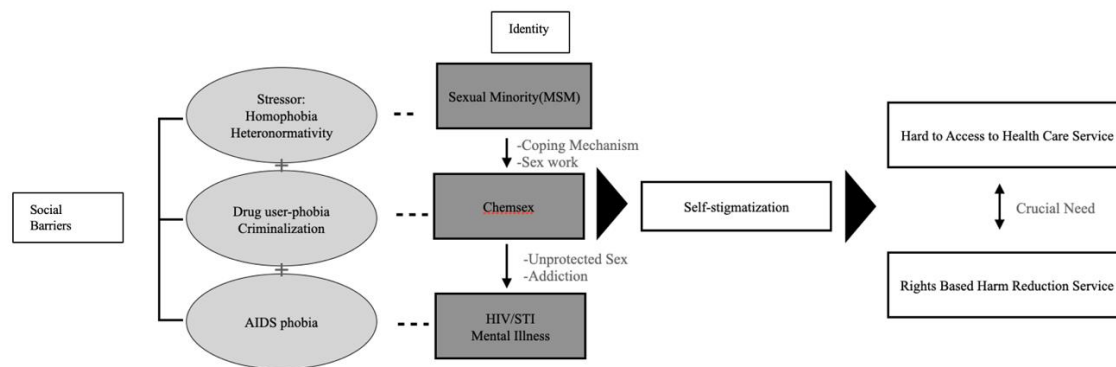 Identity
Stressor:
Homophobia
Heteronormativity
Sexual Minority(MSM)
-Coping Mechanism
-Sex work
Hard to Access to Health Care Service
+
Social
Barriers
Drug user-phobia
Criminalization
Chemsex
Self-stigmatization
Crucial Need
+
-Unprotected Sex
-Addiction
Rights Based Harm Reduction Service
AIDS phobia
HIV/STI
Mental Illness